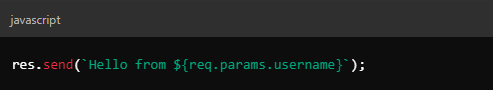 javascript
res.send(`Hello from ${req.params.username}`);